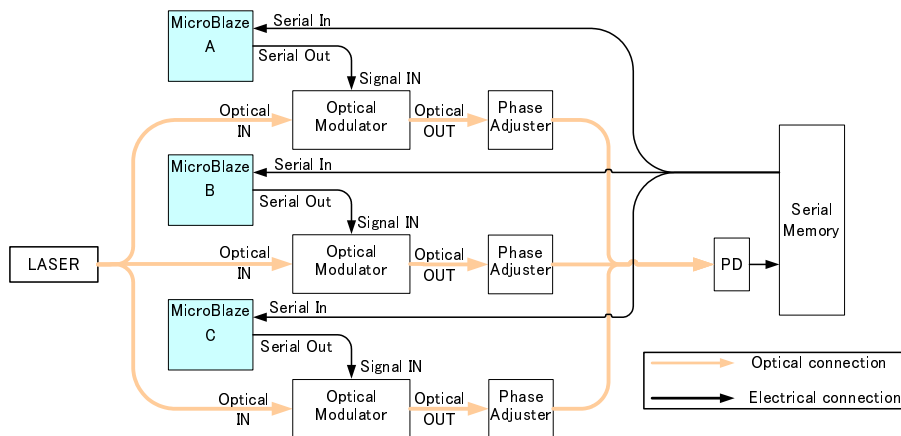 MicroBlaze
A
Serial In
Serial Out
Signal IN
Optical
IN
Optical
Modulator
Optical
OUT
Phase
Adjuster
MicroBlaze
B
Serial In
Serial Out
Signal IN
Optical
IN
Optical Modulator
Optical
OUT
Phase
Adjuster
LASER
PD
Serial
Memory
MicroBlaze
C
Serial In
Serial Out
Signal IN
Optical
IN
Optical
Modulator
Optical
OUT
Phase
Adjuster
Optical connection
Electrical connection